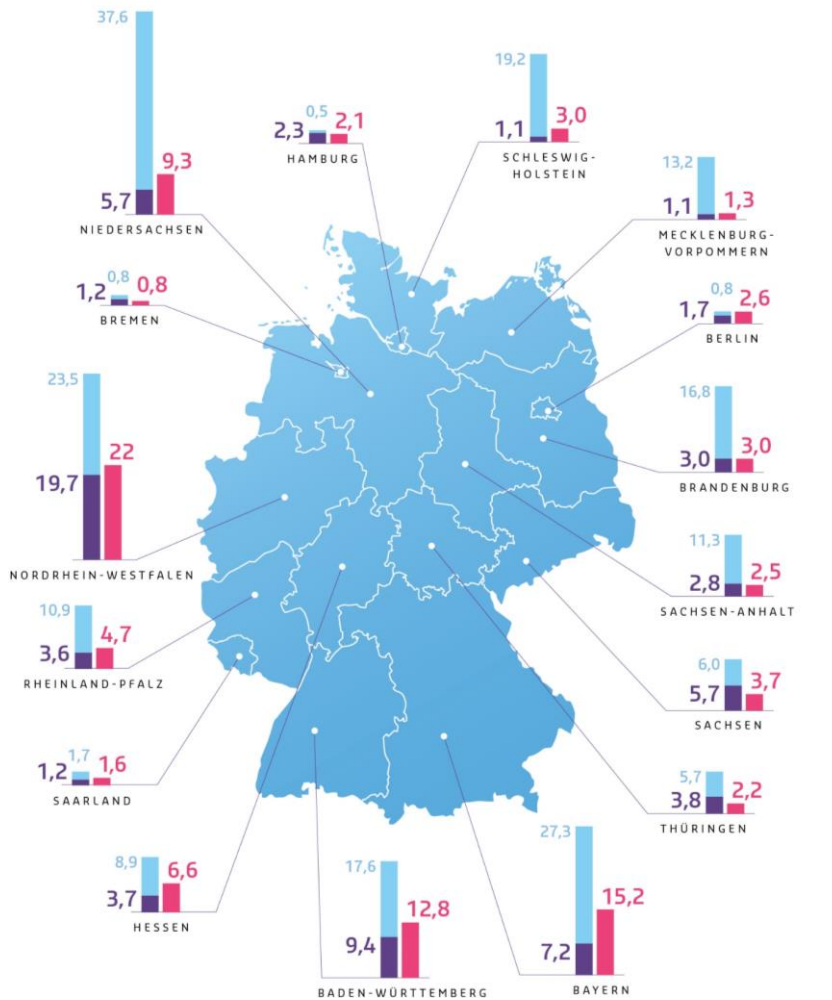 37,6
5,7
9,3
NIEDERSACHSEN
0,5
2,3
2,1
HAMBURG
19,2
1,1
3,0
SCHLESWIG-
HOLSTEIN
13,2
1,1
1,3
MECKLENBURG-
VORPOMMERN
0,8
1,2
0,8
BREMEN
0,8
1,7
2,6
BERLIN
23,5
19,7
22
NORDRHEIN-WESTFALEN
16,8
3,0
3,0
BRANDENBURG
11,3
2,8
2,5
SACHSEN-ANHALT
10,9
3,6
4,7
RHEINLAND-PFALZ
6,0
5,7
3,7
SACHSEN
1,7
1,2
1,6
SAARLAND
5,7
3,8
2,2
THÜRINGEN
8,9
3,7
6,6
HESSEN
17,6
9,4
12,8
BADEN-WÜRTTEMBERG
27,3
7,2
15,2
BAYERN